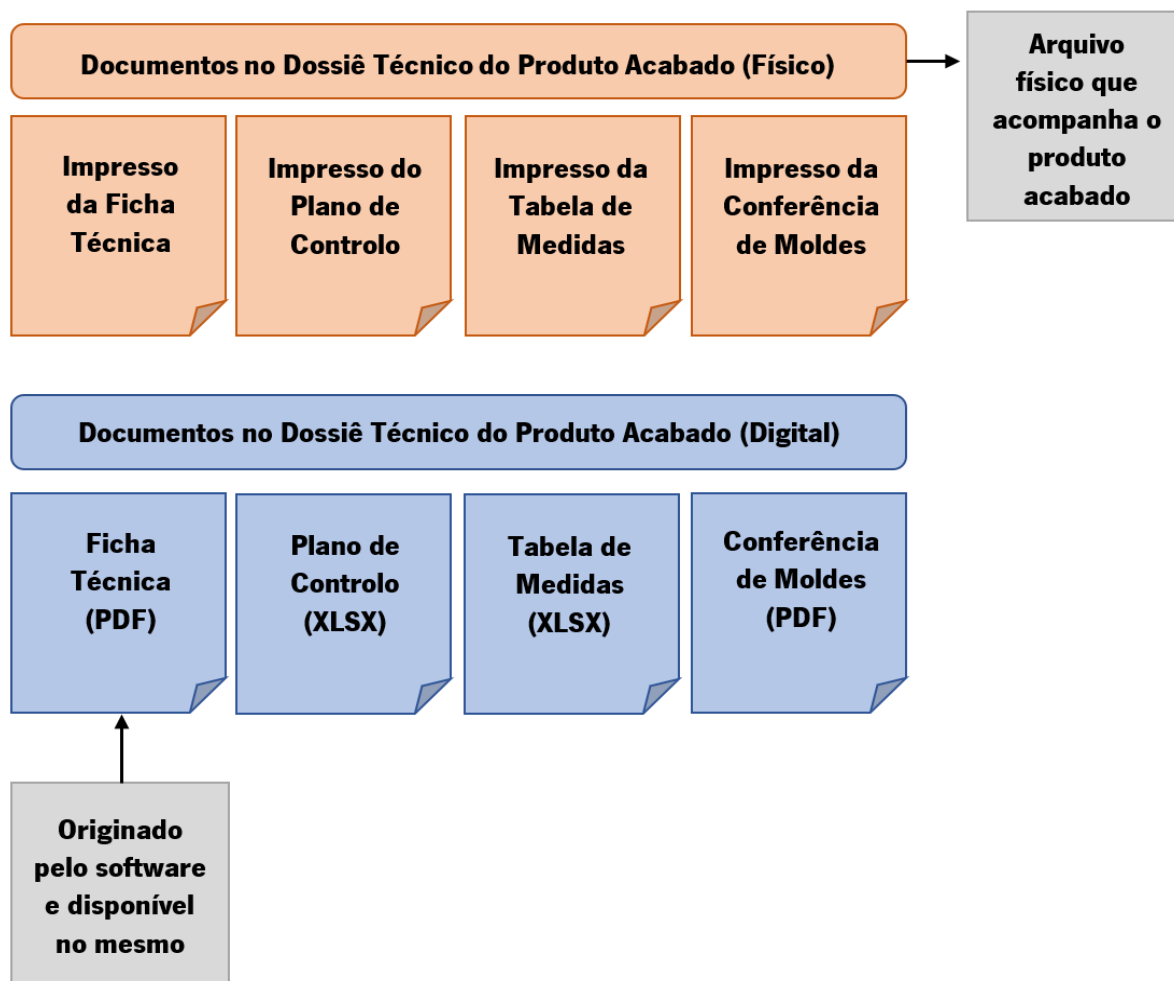 Documentos no Dossiê Técnico do Produto Acabado (Físico)
Arquivo
físico que
acompanha o
produto
acabado
Impresso
da Ficha
Técnica
Impresso do
Plano de
Controlo
Impresso da
Tabela de
Medidas
Impresso da
Conferência
de Moldes
Documentos no Dossiê Técnico do Produto Acabado (Digital)
Ficha
Técnica
(PDF)
Plano de
Controlo
(XLSX)
Tabela de
Medidas
(XLSX)
Conferência
de Moldes
(PDF)
Originado
pelo software
e disponível
no mesmo